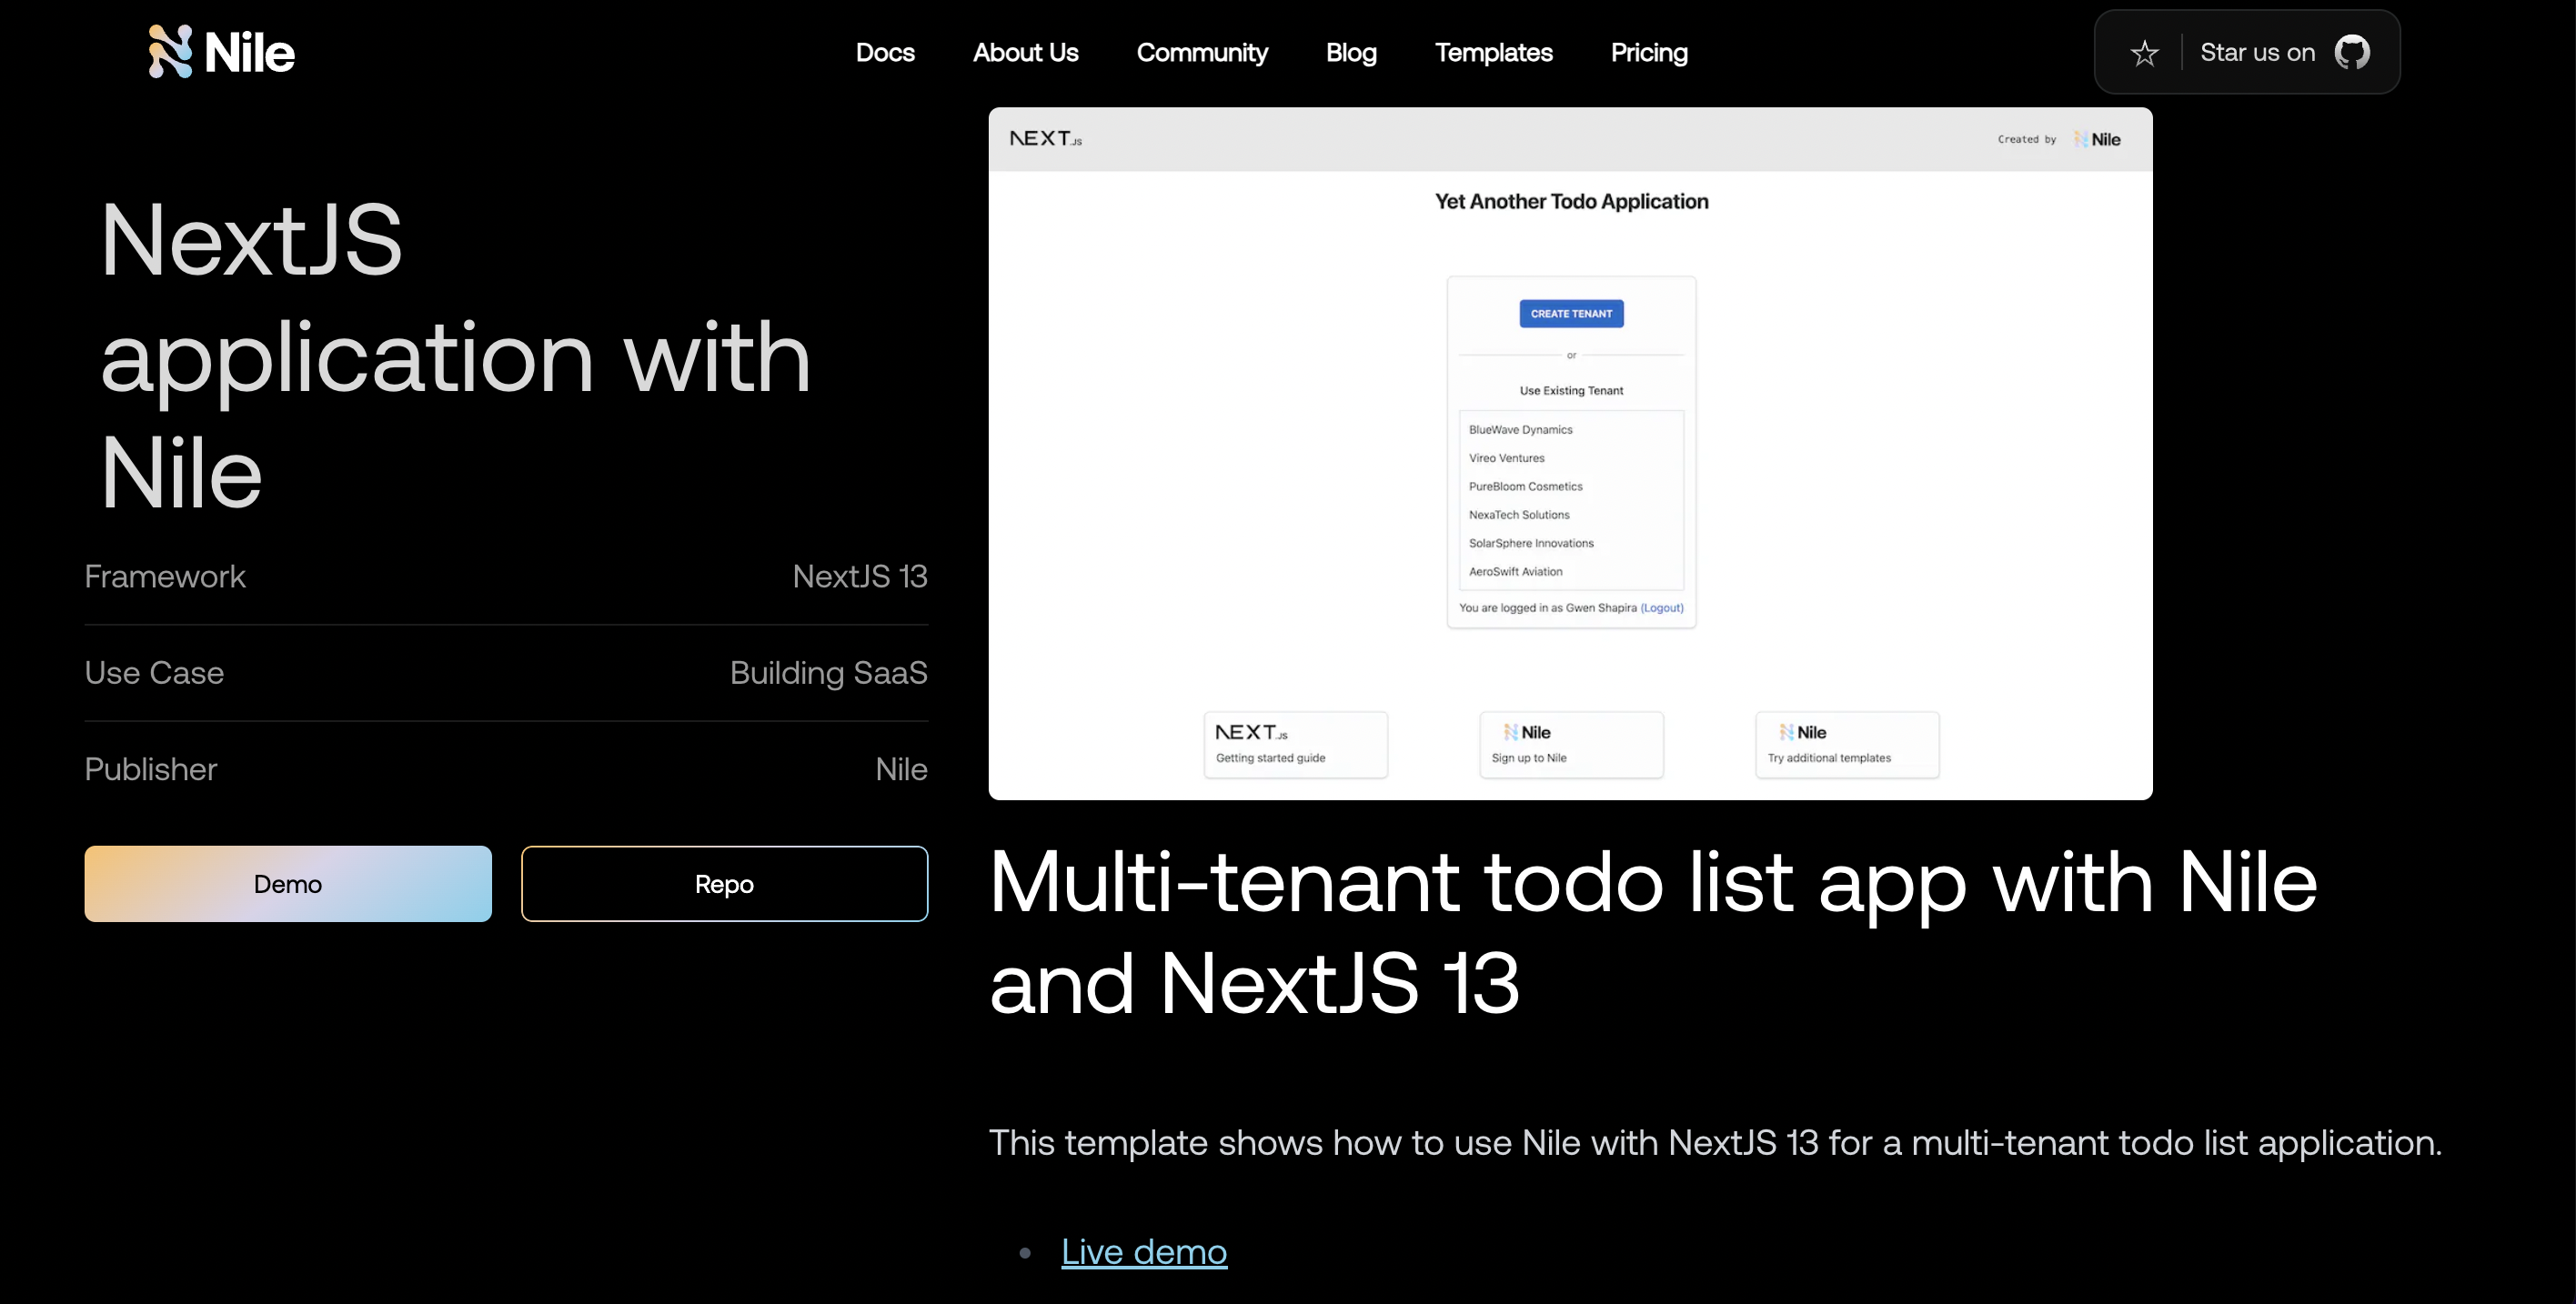 Nile
Docs
About Us
Community
Blog
Templates
Pricing
Star us on
NextJS
application with
Nile
Framework
NextJS 13
Use Case
Building SaaS
Publisher
Nile
Demo
Repo
NEXT.JS
Created by
Nile
Yet Another Todo Application
CREATE TENANT
or
Use Existing Tenant
BlueWave Dynamics
Vireo Ventures
PureBloom Cosmetics
NexaTech Solutions
SolarSphere Innovations
AeroSwift Aviation
You are logged in as Gwen Shapira (Logout)
NEXT.JS
Getting started guide
Nile
Sign up to Nile
Nile
Try additional templates
Multi-tenant todo list app with Nile
and NextJS 13
This template shows how to use Nile with NextJS 13 for a multi-tenant todo list application.
Live demo